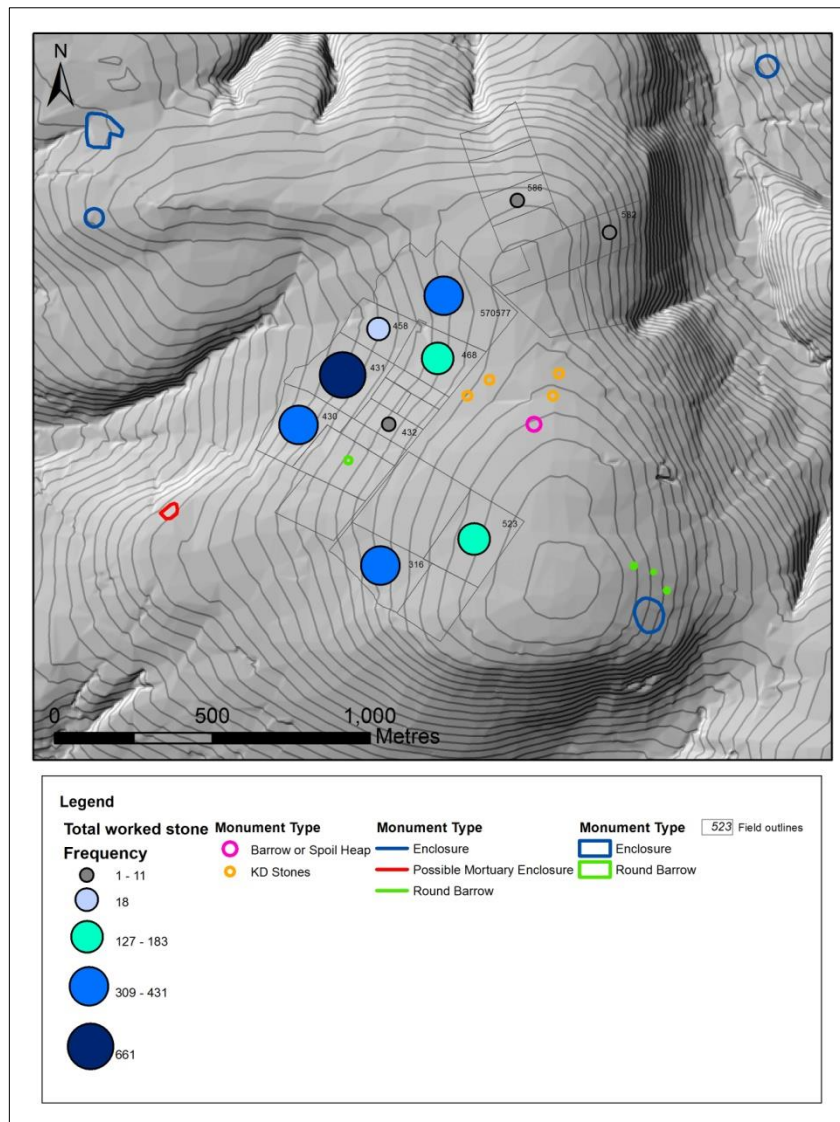 N
586
582
570577
458
468
431
430
432
523
316
0 500 1,000
Metres
Legend
Total worked stone
Frequency
1 - 11
18
127 - 183
309 - 431
661
Monument Type
Barrow or Spoil Heap
KD Stones
Monument Type
Enclosure
Possible Mortuary Enclosure
Round Barrow
Monument Type
Enclosure
Round Barrow
523 Field outlines